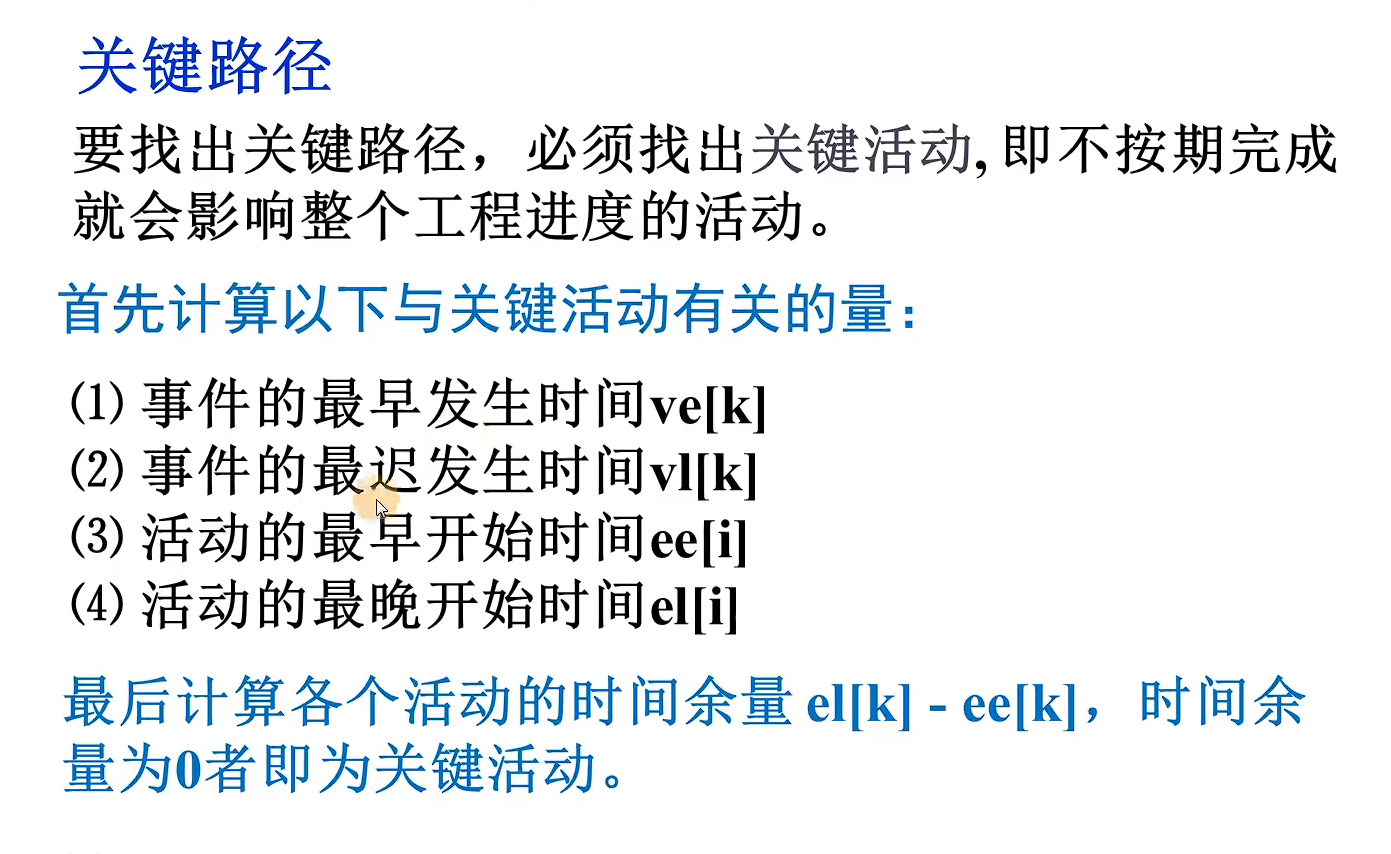 关键路径
要找出关键路径，必须找出关键活动, 即不按期完成
就会影响整个工程进度的活动。
首先计算以下与关键活动有关的量：
⑴ 事件的最早发生时间ve[k]
⑵ 事件的最迟发生时间vl[k]
⑶ 活动的最早开始时间ee[i]
⑷ 活动的最晚开始时间el[i]
最后计算各个活动的时间余量 el[k] - ee[k]，时间余
量为0者即为关键活动。